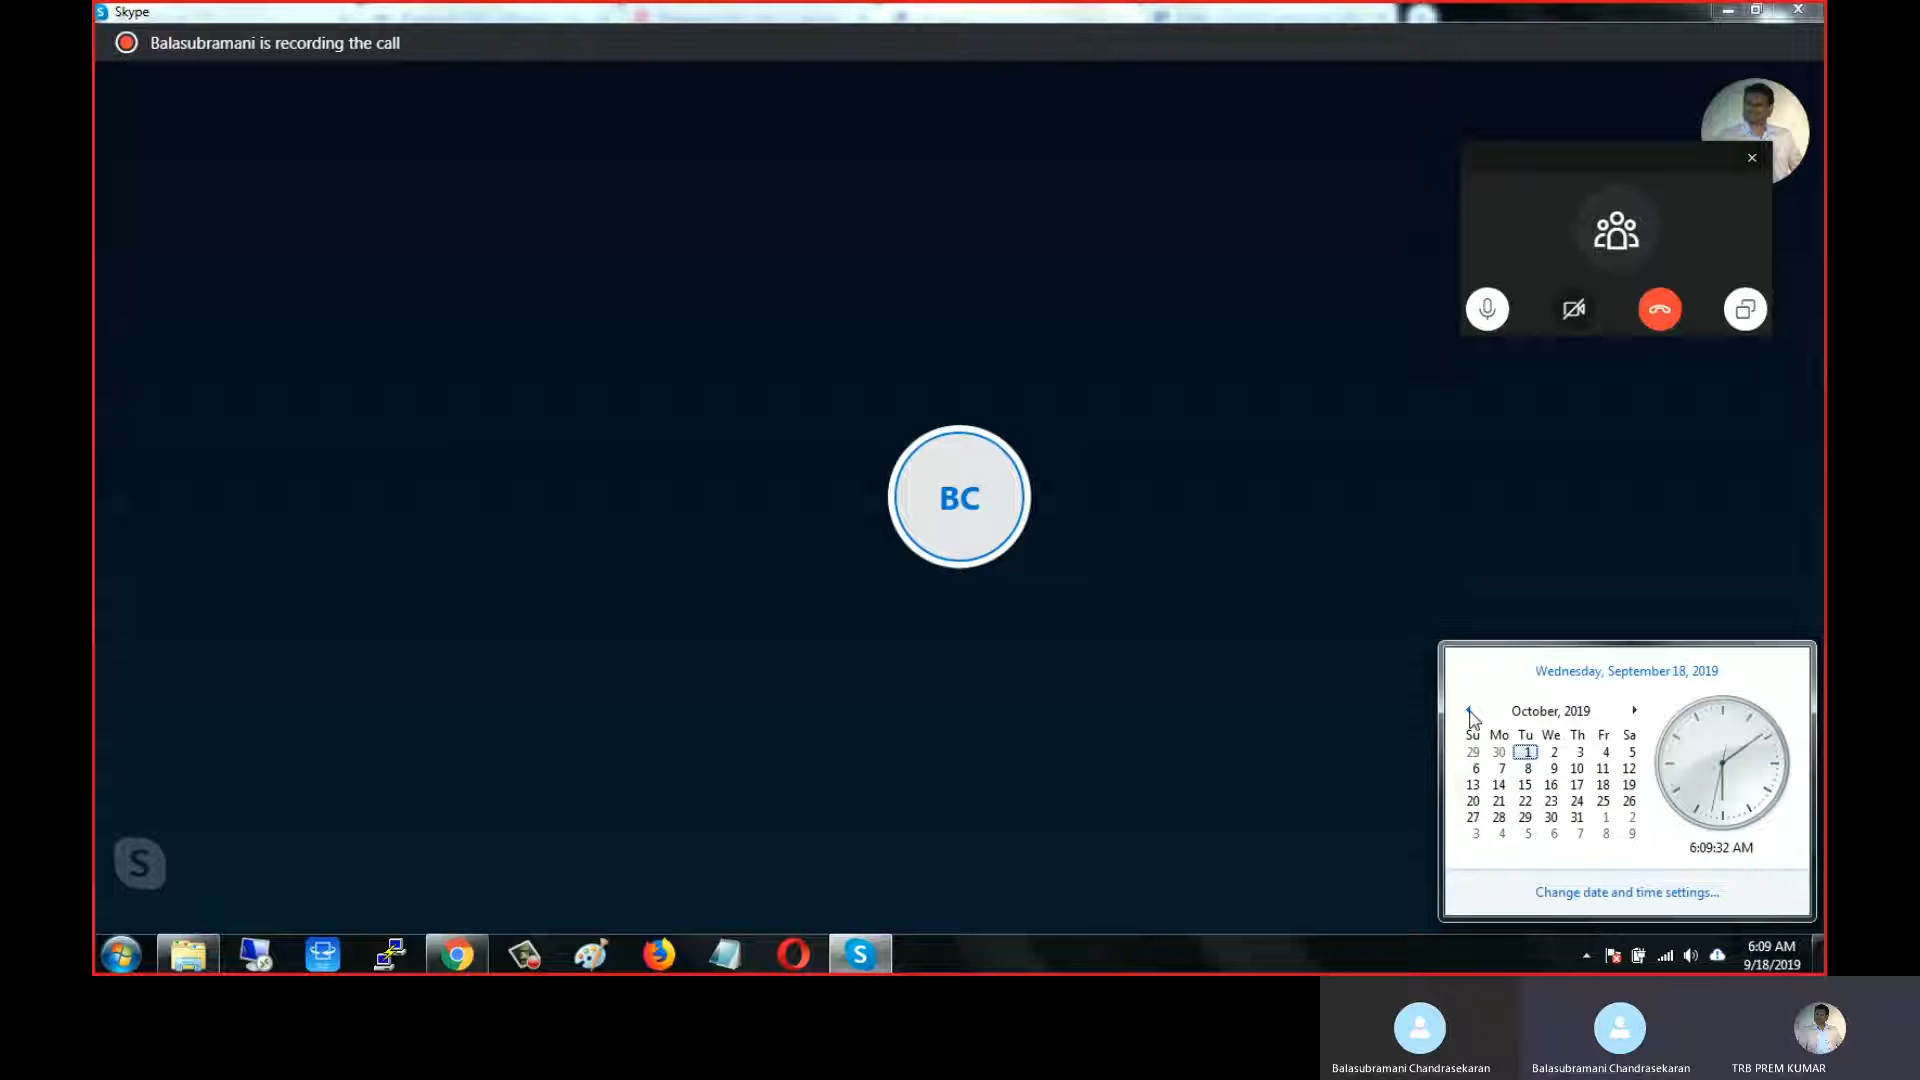 Skype
Balasubramani is recording the call
BC
Wednesday, September 18, 2019
October, 2019
Su Mo Tu We Th Fr Sa
29 30 1 2 3 4 5
6 7 8 9 10 11 12
13 14 15 16 17 18 19
20 21 22 23 24 25 26
27 28 29 30 31 1 2
3 4 5 6 7 8 9
6:09:32 AM
Change date and time settings...
S
S
6:09 AM
9/18/2019
Balasubramani Chandrasekaran
Balasubramani Chandrasekaran
TRB PREM KUMAR